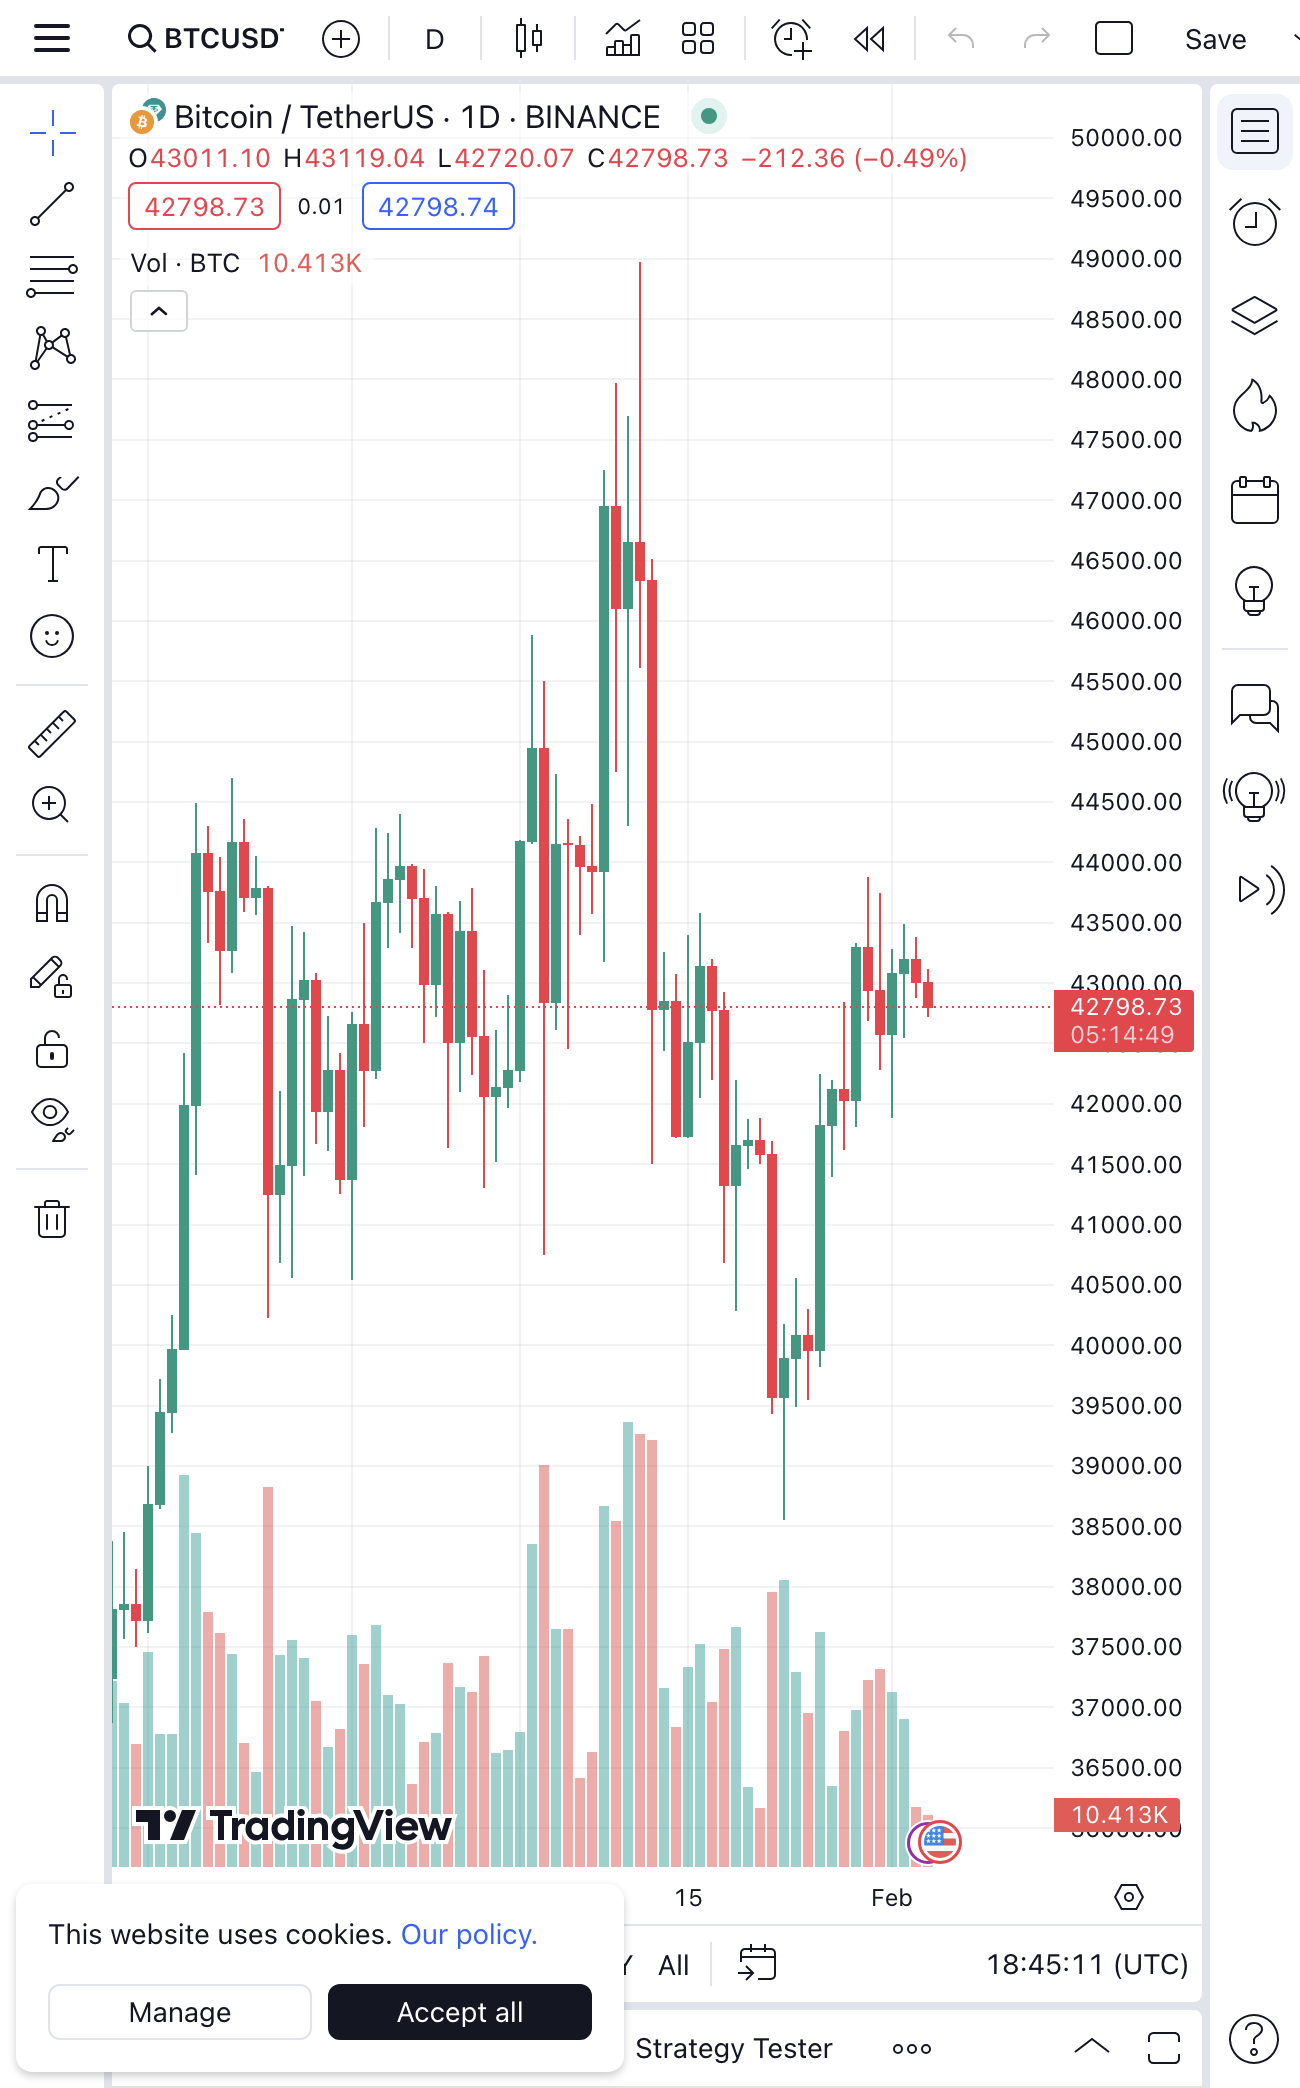 BTCUSDT
D
Save
Bitcoin / TetherUS · 1D · BINANCE
O43011.10 H43119.04 L42720.07 C42798.73 −212.36 (−0.49%)
42798.73 0.01 42798.74
Vol · BTC 10.413K
50000.00
49500.00
49000.00
48500.00
48000.00
47500.00
47000.00
46500.00
46000.00
45500.00
45000.00
44500.00
44000.00
43500.00
43000.00
42798.73
05:14:49
42000.00
41500.00
41000.00
40500.00
40000.00
39500.00
39000.00
38500.00
38000.00
37500.00
37000.00
36500.00
10.413K
TradingView
15 Feb
This website uses cookies. Our policy.
Manage Accept all
Y All 18:45:11 (UTC)
Strategy Tester